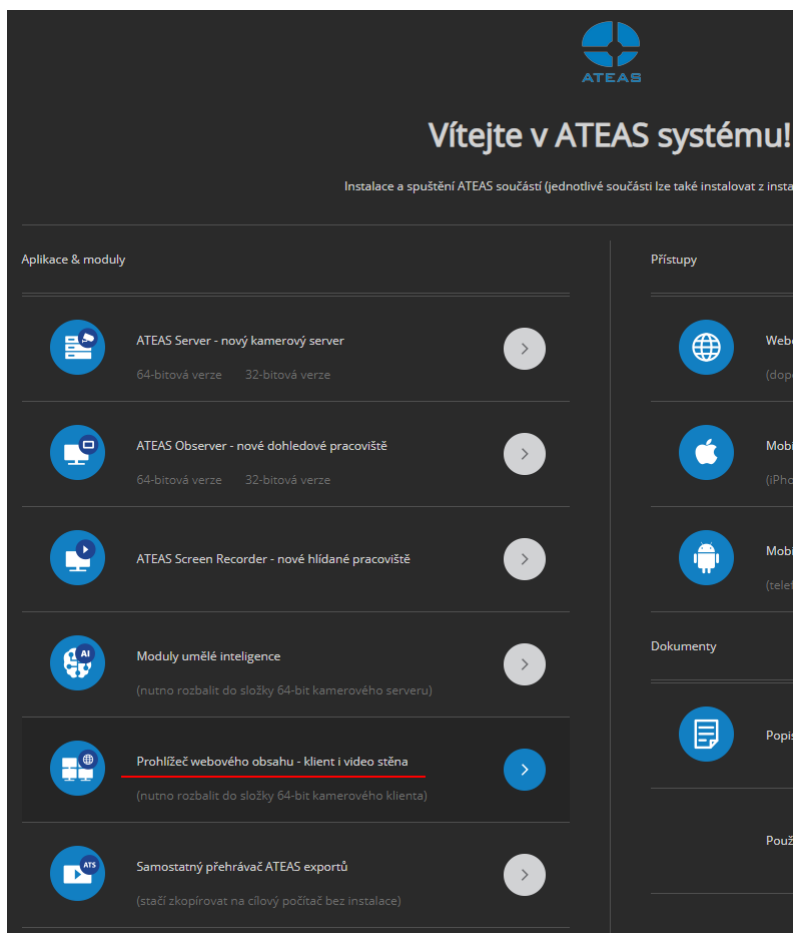 ATEAS
Vítejte v ATEAS systému!
Instalace a spuštění ATEAS součástí (jednotlivé součásti lze také instalovat z
Aplikace & moduly
ATEAS Server - nový kamerový server
64-bitová verze 32-bitová verze
ATEAS Observer - nové dohledové pracoviště
64-bitová verze 32-bitová verze
ATEAS Screen Recorder - nové hlídané pracoviště
AI
Moduly umělé inteligence
(nutno rozbalit do složky 64-bit kamerového serveru)
Prohlížeč webového obsahu - klient i video stěna
(nutno rozbalit do složky 64-bit kamerového klienta)
ATS
Samostatný přehrávač ATEAS exportů
(stačí zkopírovat na cílový počítač bez instalace)
Přístupy
Dokumenty